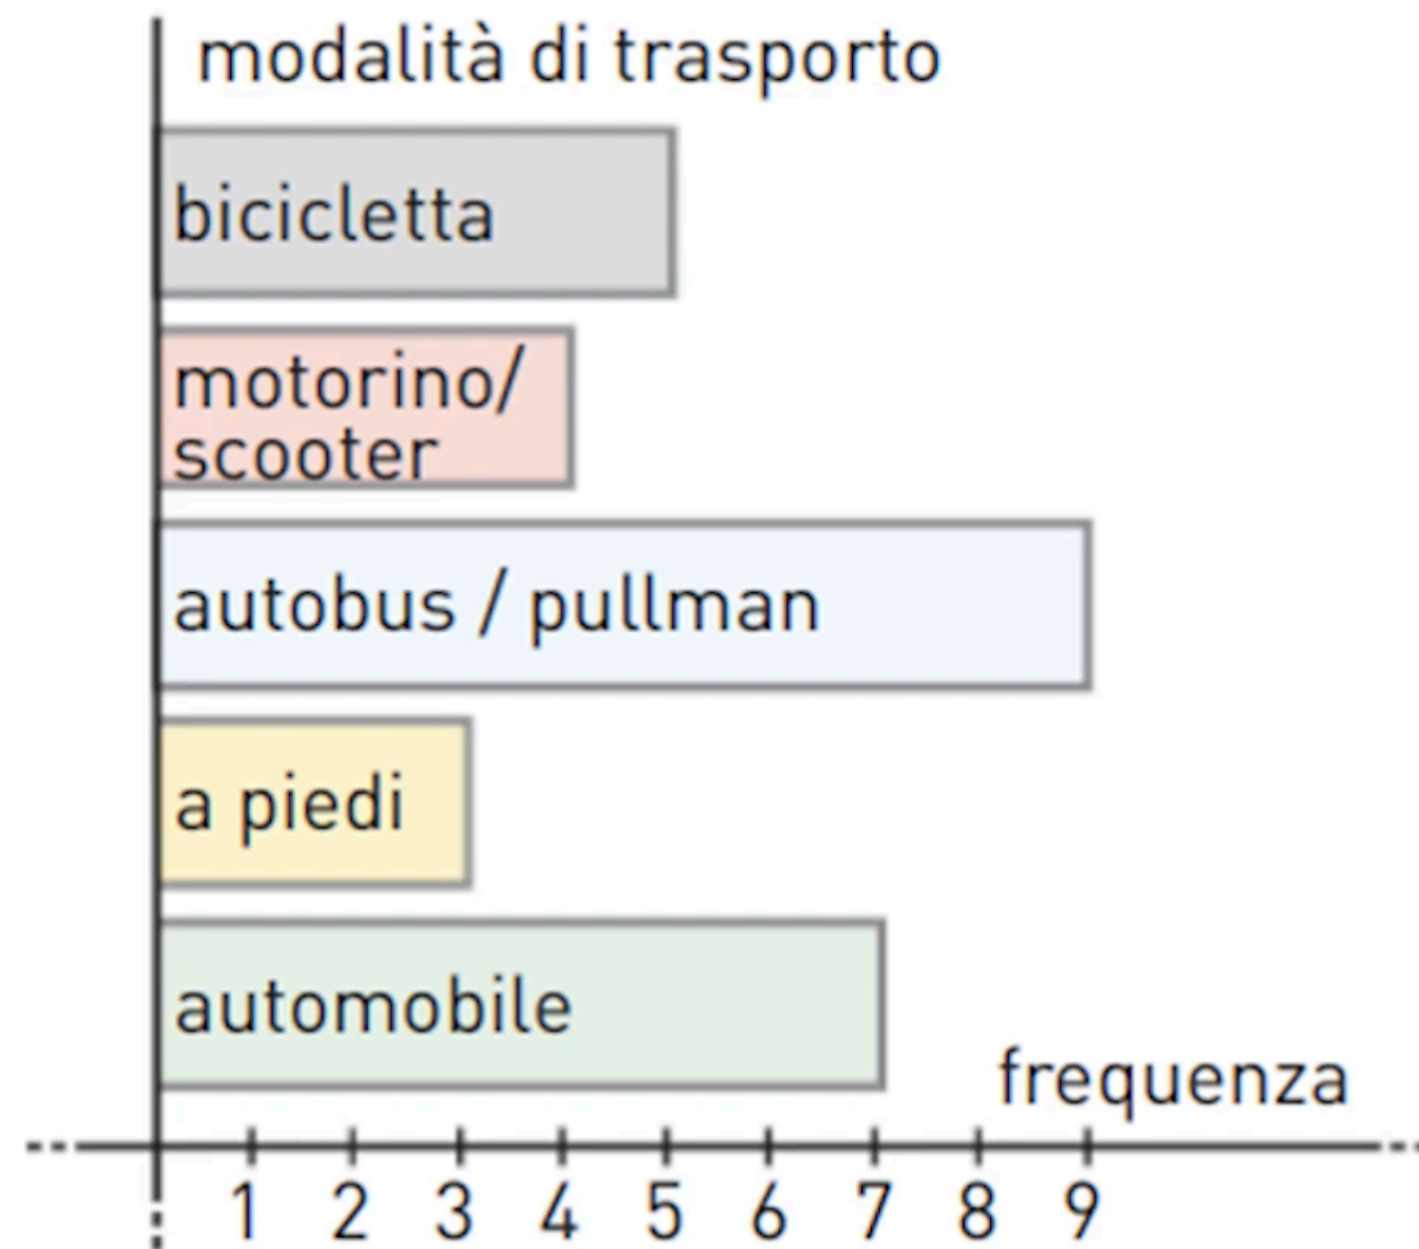 modalità di trasporto
bicicletta
motorino/
scooter
autobus / pullman
a piedi
automobile
frequenza
1 2 3 4 5 6 7 8 9